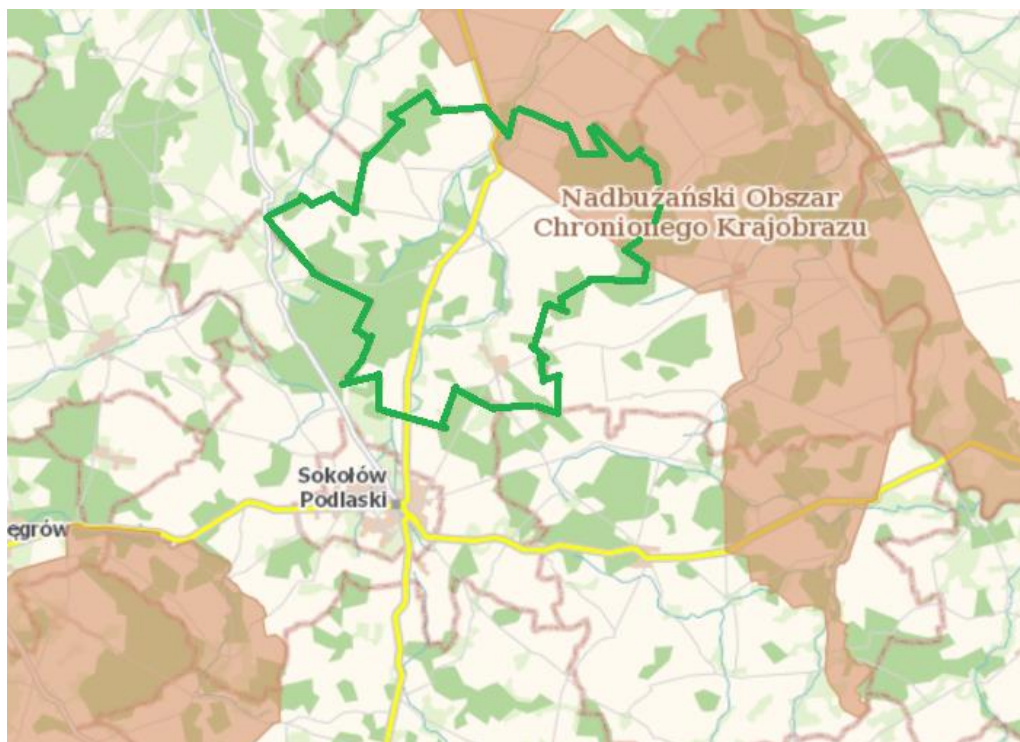 Nadbużański Obszar
Chronionego Krajobrazu
Sokołów
Podlaski
ęgrów